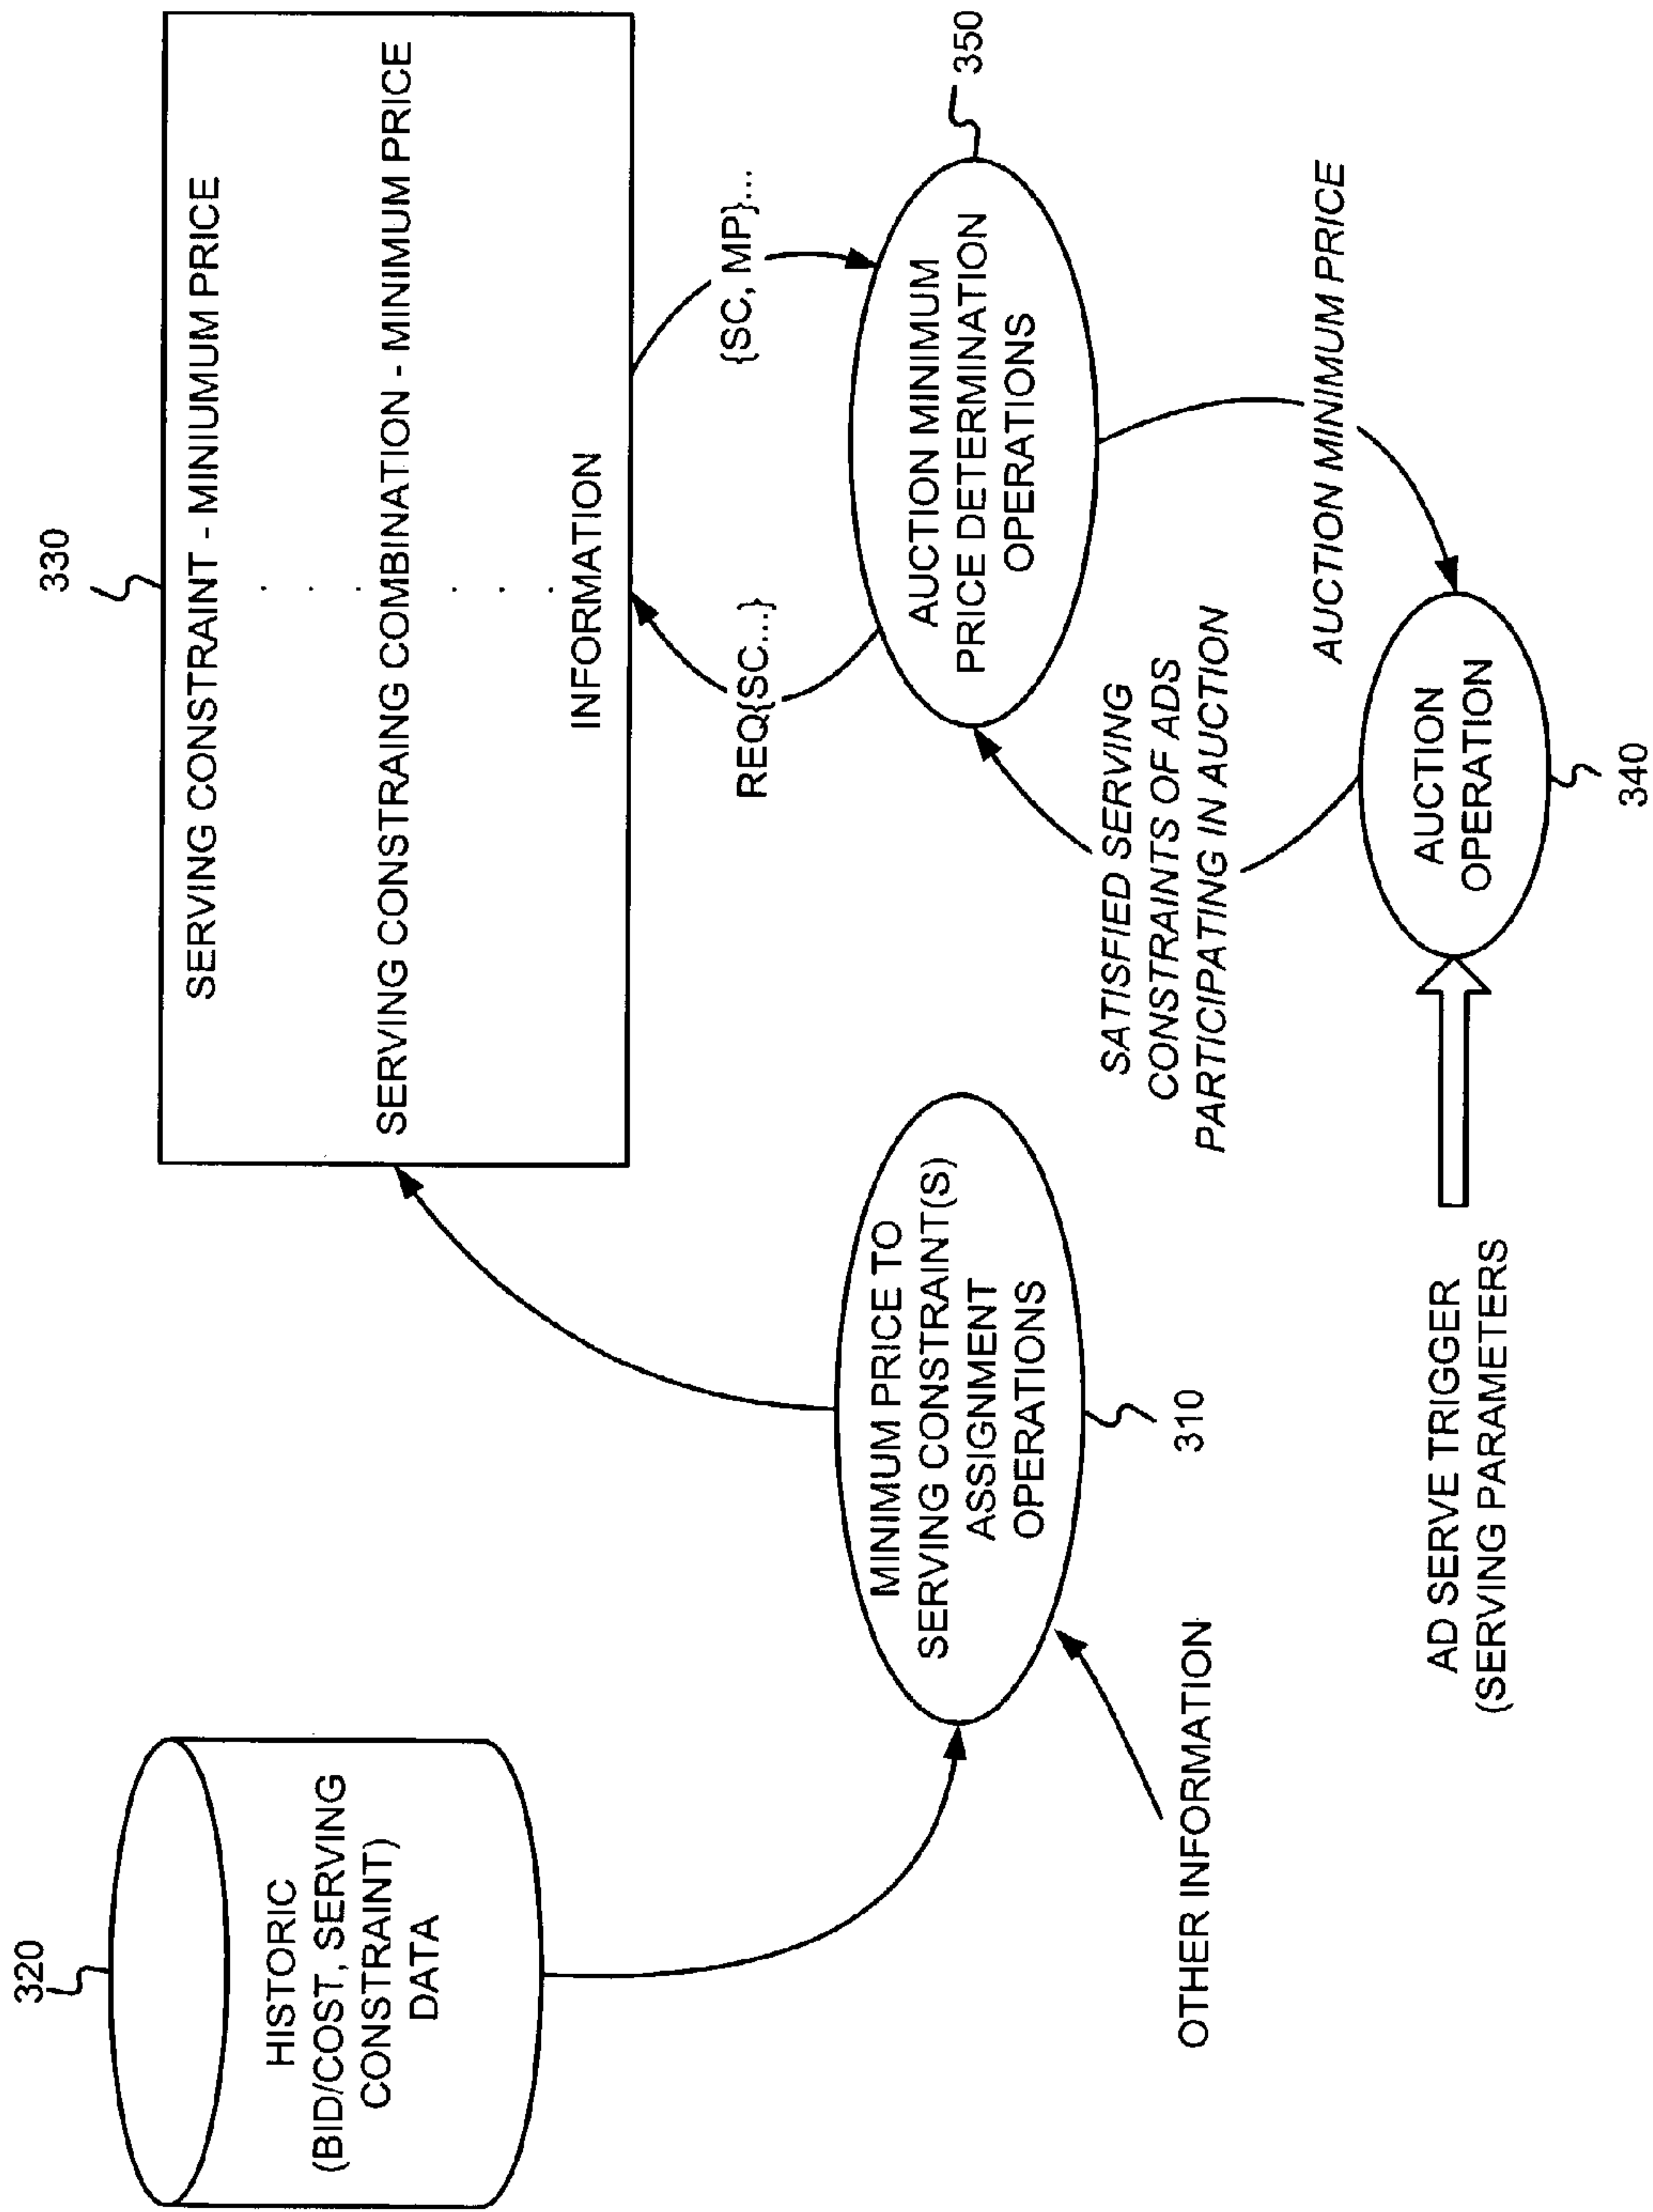 320
HISTORIC
(BID/COST, SERVING
CONSTRAINT)
DATA
330
SERVING CONSTRAINT - MINIUMUM PRICE
SERVING CONSTRAING COMBINATION - MINIMUM PRICE
INFORMATION
OTHER INFORMATION
MINIMUM PRICE TO
SERVING CONSTRAINT(S)
ASSIGNMENT
OPERATIONS
310
REQ{SC...}
{SC, MP}...
AUCTION MINIMUM
PRICE DETERMINATION
OPERATIONS
350
SATISFIED SERVING
CONSTRAINTS OF ADS
PARTICIPATING IN AUCTION
AUCTION MINIMUM PRICE
AD SERVE TRIGGER
(SERVING PARAMETERS
AUCTION
OPERATION
340